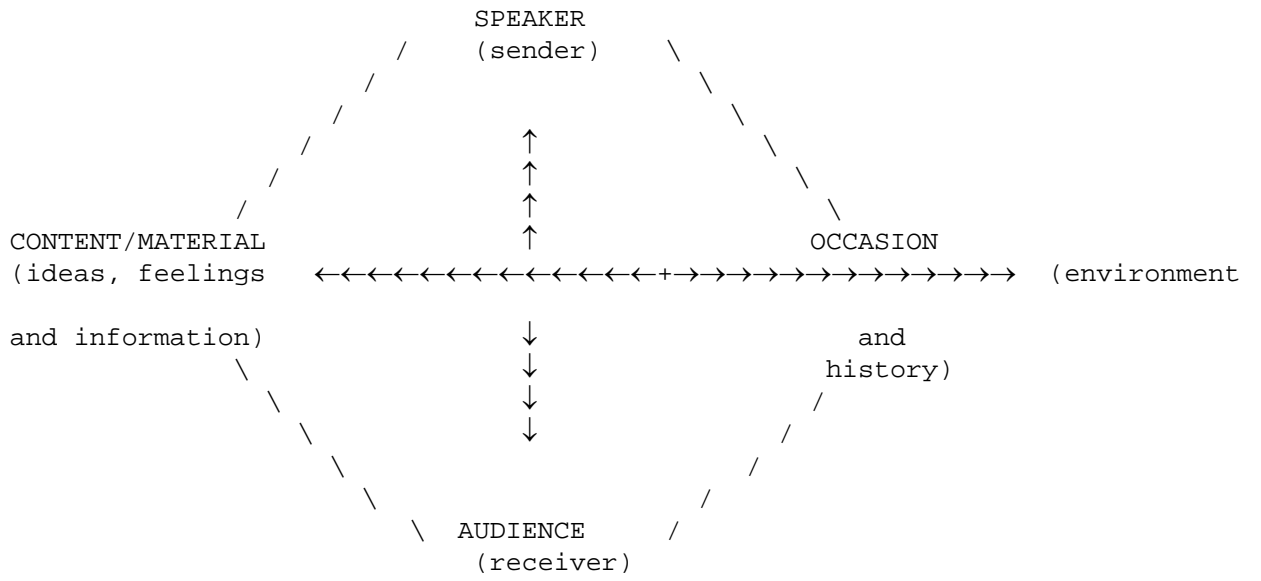 SPEAKER
(sender)
CONTENT/MATERIAL OCCASION
(ideas, feelings ←←←←←←←←←←←←←+→→→→→→→→→→→→→ (environment
and information) and
history)
AUDIENCE
(receiver)